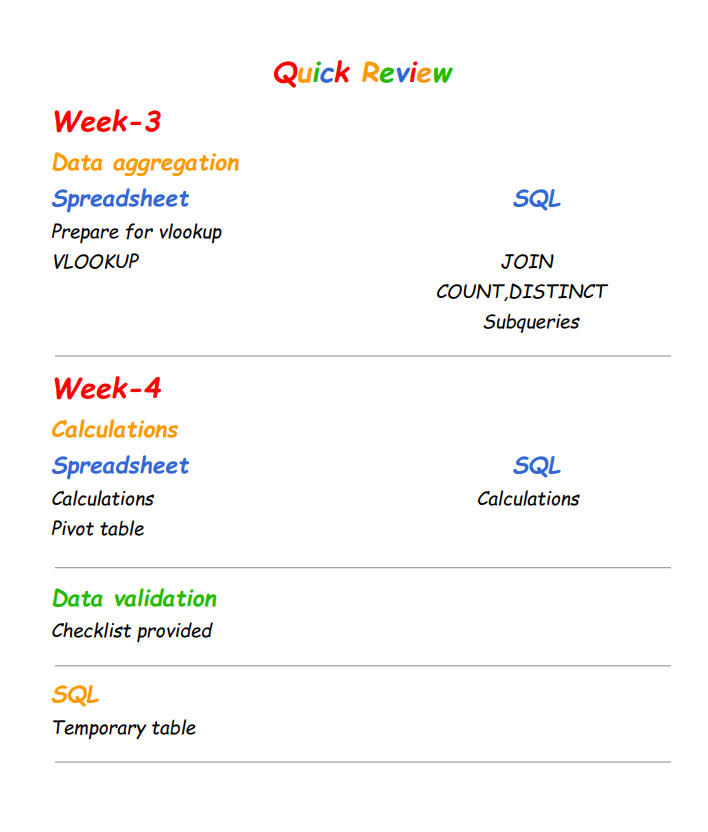 Quick Review
Week-3
Data aggregation
Spreadsheet SQL
Prepare for vlookup
VLOOKUP JOIN
COUNT,DISTINCT
Subqueries
Week-4
Calculations
Spreadsheet SQL
Calculations Calculations
Pivot table
Data validation
Checklist provided
SQL
Temporary table